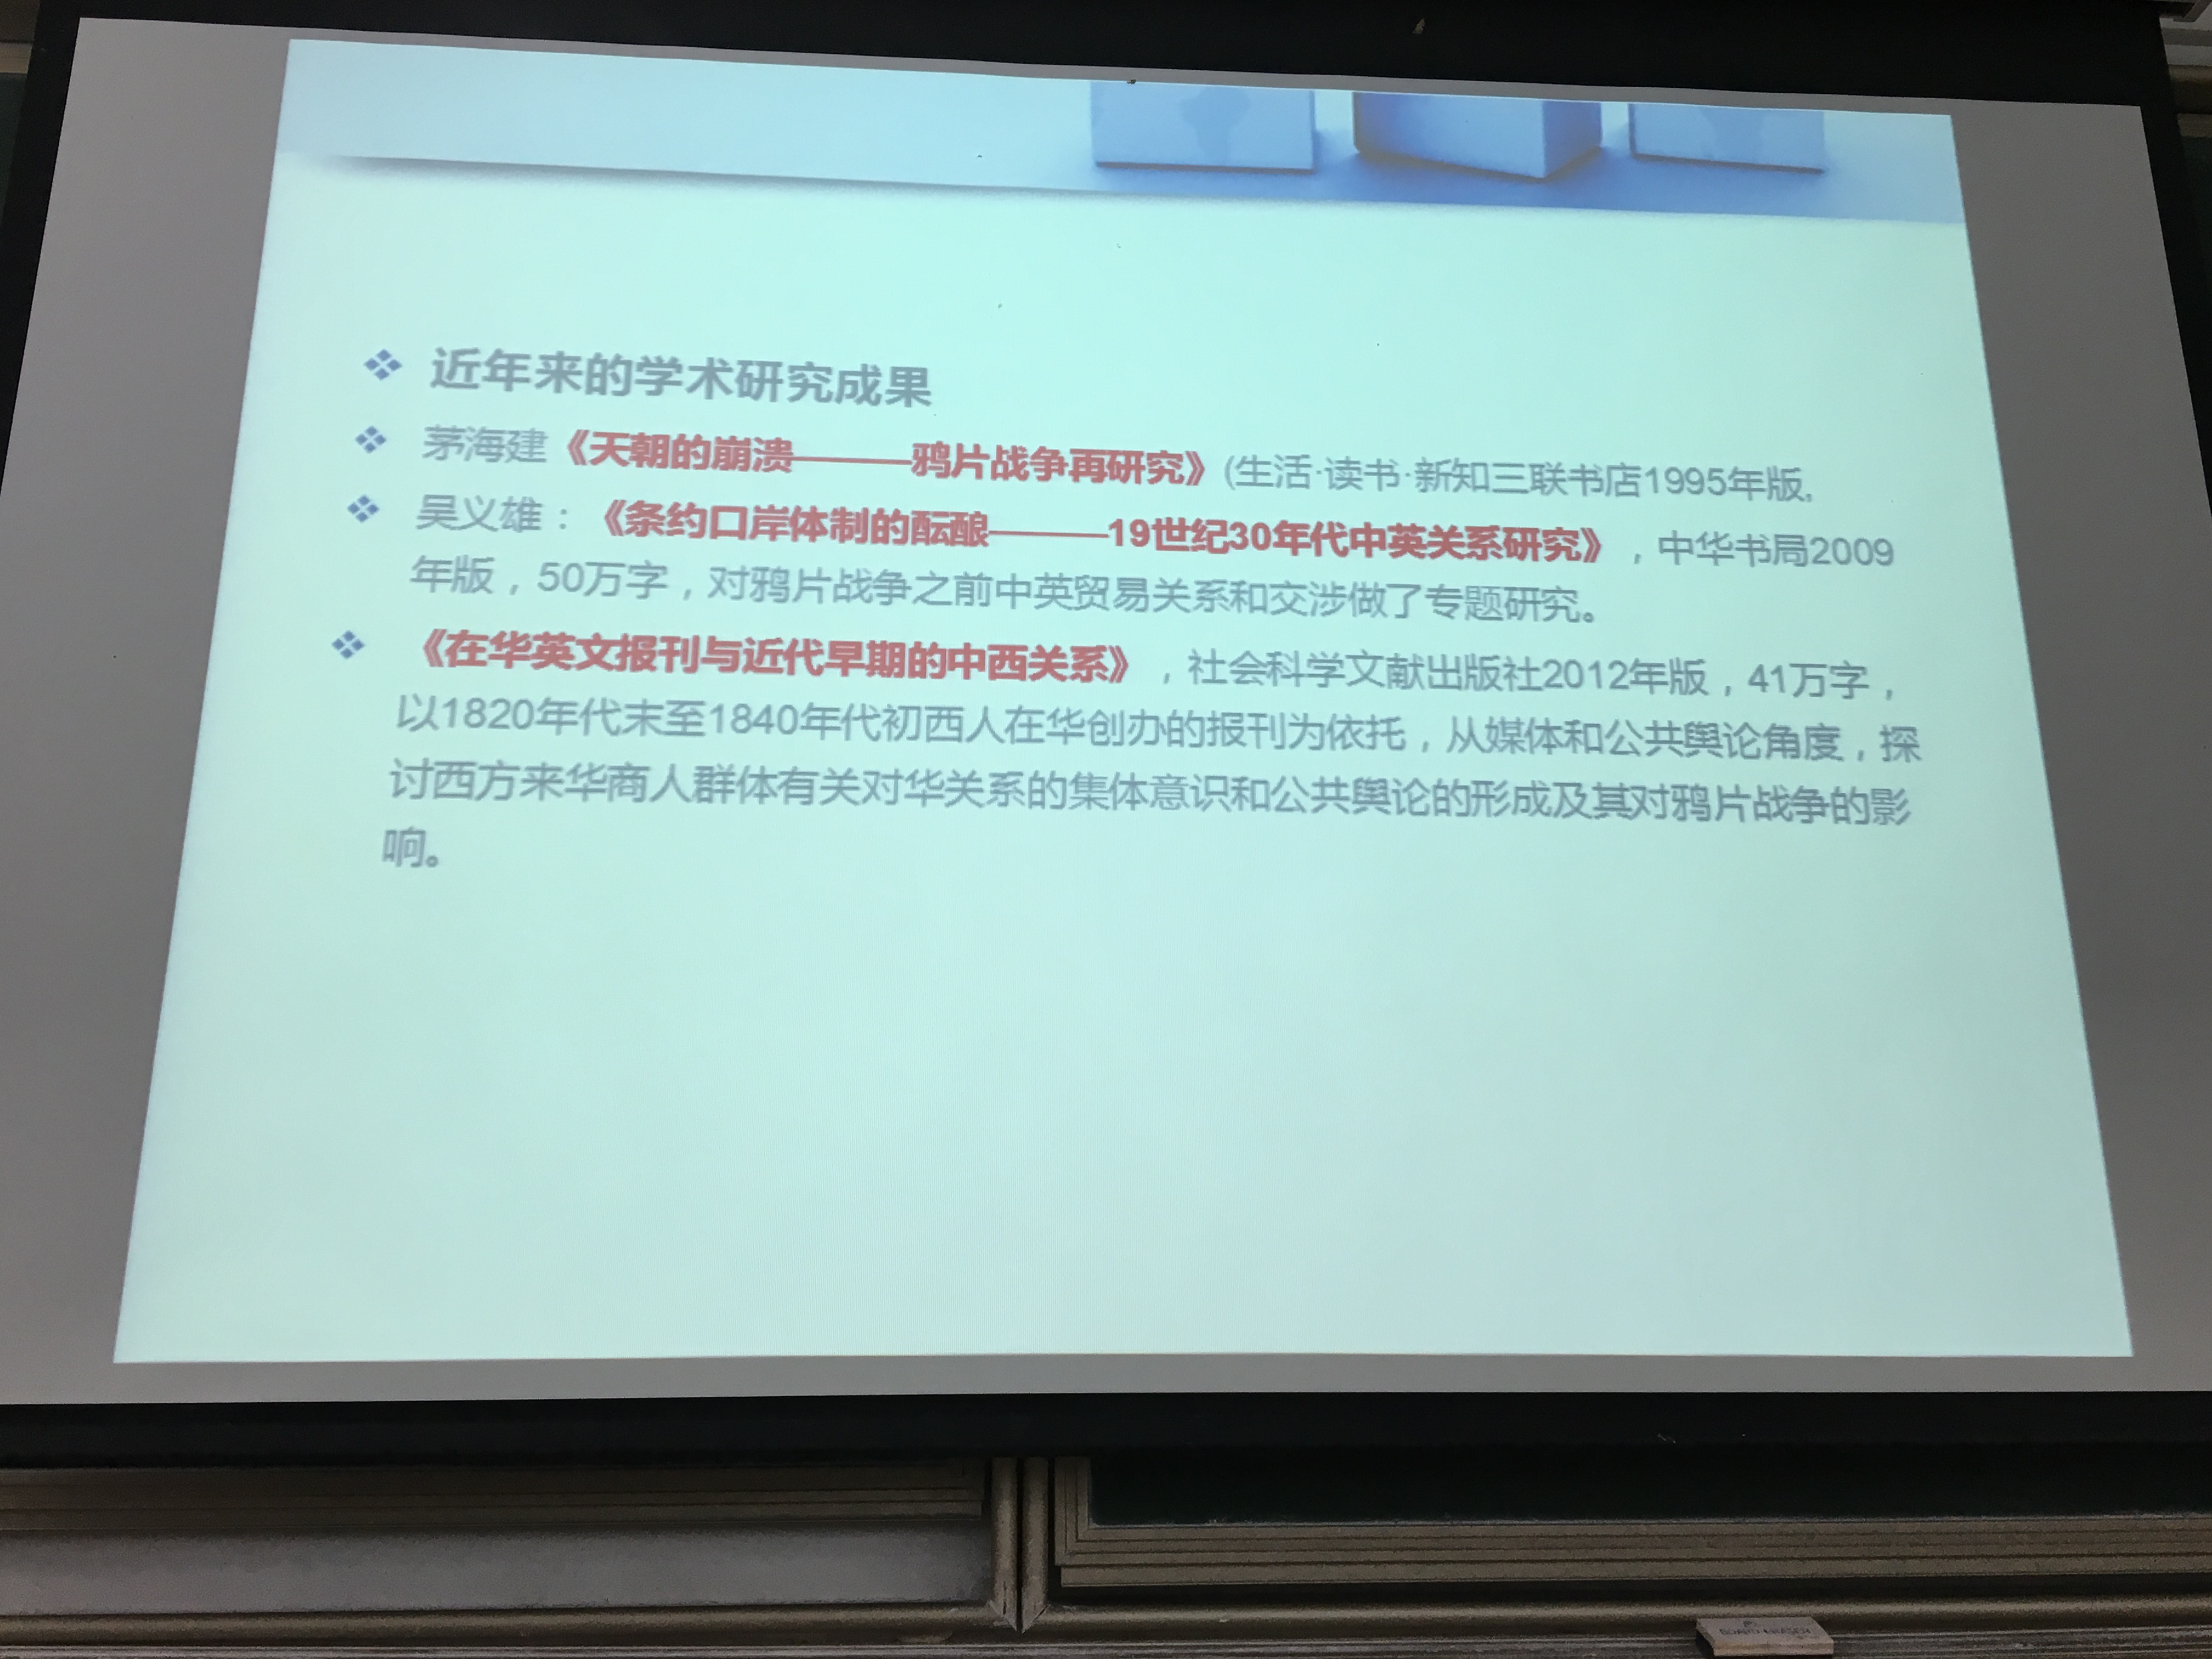 近年来的学术研究成果
茅海建《天朝的崩溃———鸦片战争再研究》(生活·读书·新知三联书店1995年版.
吴义雄：《条约口岸体制的酝酿———19世纪30年代中英关系研究》，中华书局2009
年版，50万字，对鸦片战争之前中英贸易关系和交涉做了专题研究。
《在华英文报刊与近代早期的中西关系》，社会科学文献出版社2012年版，41万字，
以1820年代末至1840年代初西人在华创办的报刊为依托，从媒体和公共舆论角度，探
讨西方来华商人群体有关对华关系的集体意识和公共舆论的形成及其对鸦片战争的影
响。